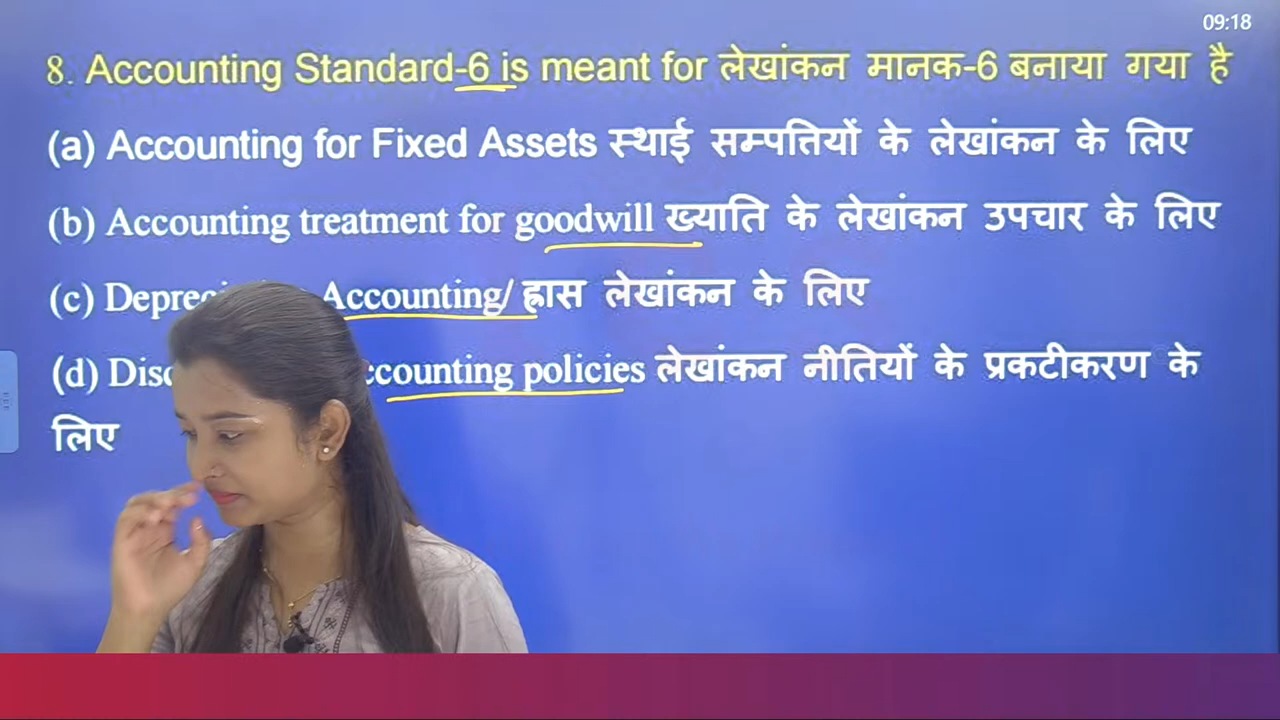 09:18
8. Accounting Standard-6 is meant for लेखांकन मानक-6 बनाया गया है
(a) Accounting for Fixed Assets स्थाई सम्पत्तियों के लेखांकन के लिए
(b) Accounting treatment for goodwill ख्याति के लेखांकन उपचार के लिए
(c) Accounting/ ह्रास लेखांकन के लिए
(d) policies लेखांकन नीतियों के प्रकटीकरण के
लिए